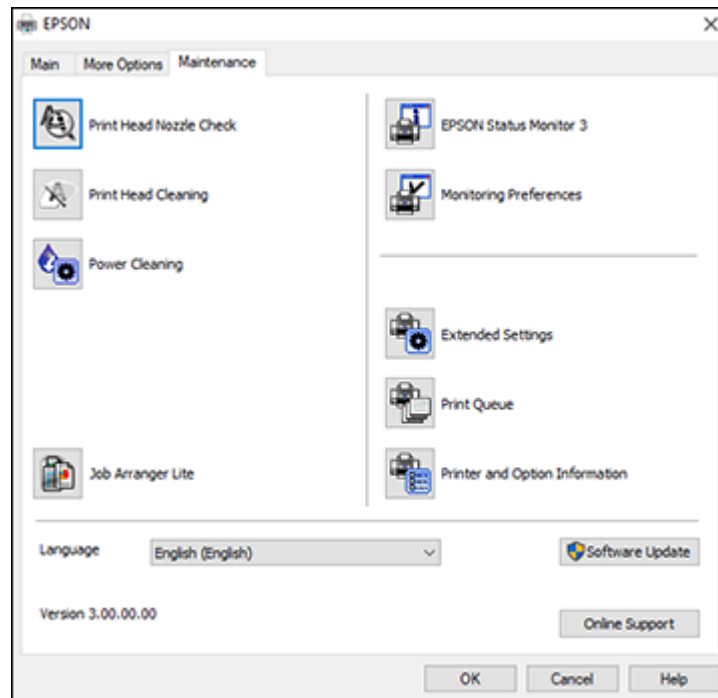 EPSON
Main More Options Maintenance
Print Head Nozzle Check
EPSON Status Monitor 3
Print Head Cleaning
Monitoring Preferences
Power Cleaning
Extended Settings
Print Queue
Job Arranger Lite
Printer and Option Information
Language English (English) Software Update
Version 3.00.00.00
Online Support
OK Cancel Help